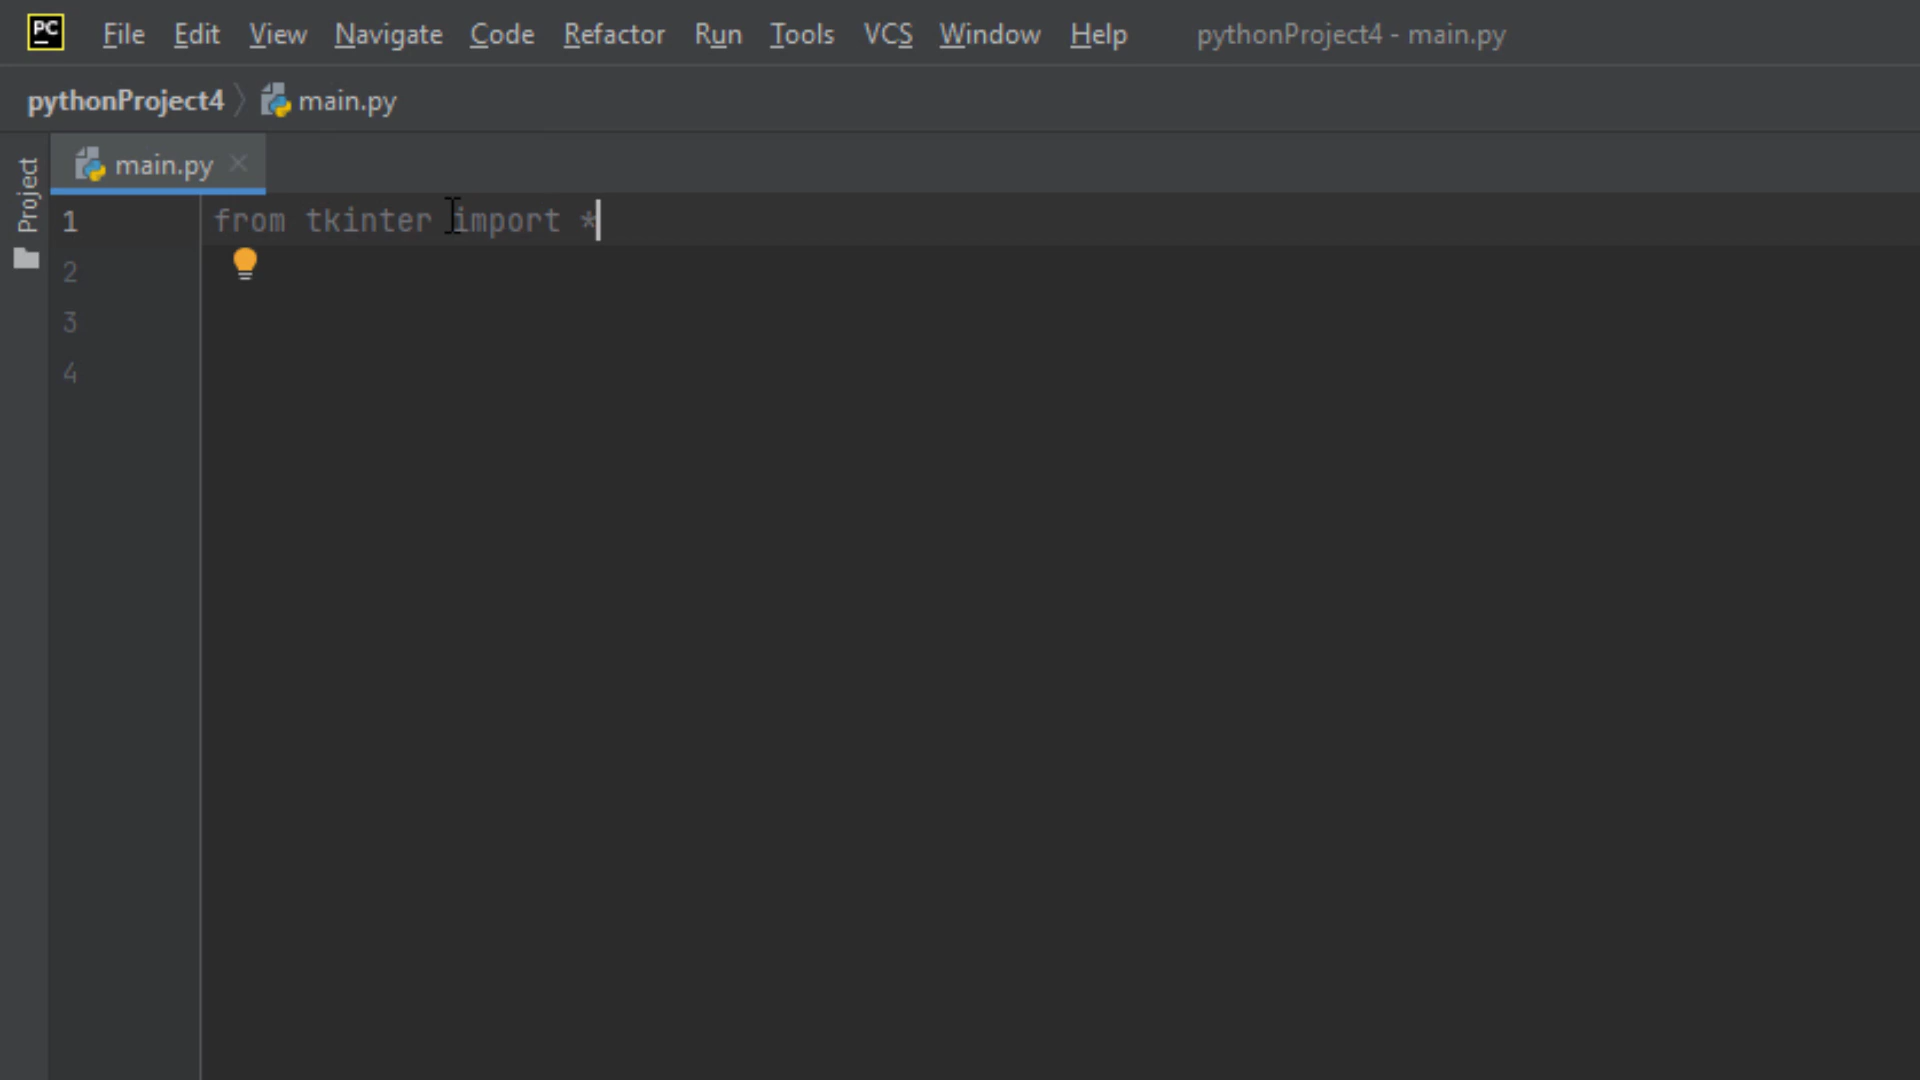 PC File Edit View Navigate Code Refactor Run Tools VCS Window Help pythonProject4 - main.py
pythonProject4 main.py
Project
main.py
1 from tkinter import *
2
3
4